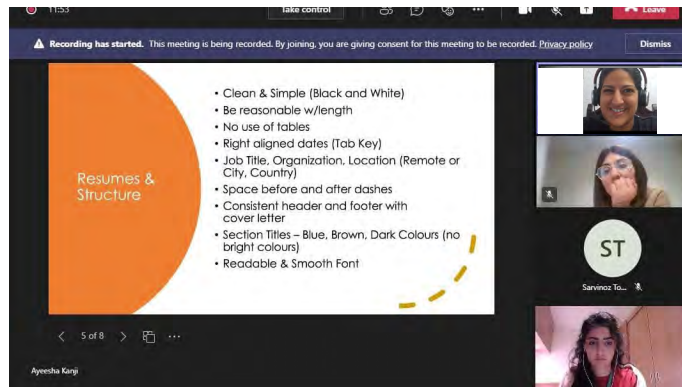 11:53
Take control
Leave
Recording has started. This meeting is being recorded. By joining, you are giving consent for this meeting to be recorded. Privacy policy
Dismiss
Resumes &
Structure
• Clean & Simple (Black and White)
• Be reasonable w/length
• No use of tables
• Right aligned dates (Tab Key)
• Job Title, Organization, Location (Remote or
City, Country)
• Space before and after dashes
• Consistent header and footer with
cover letter
• Section Titles – Blue, Brown, Dark Colours (no
bright colours)
• Readable & Smooth Font
ST
Sarvinoz To...
5 of 8
Ayeesha Kanji